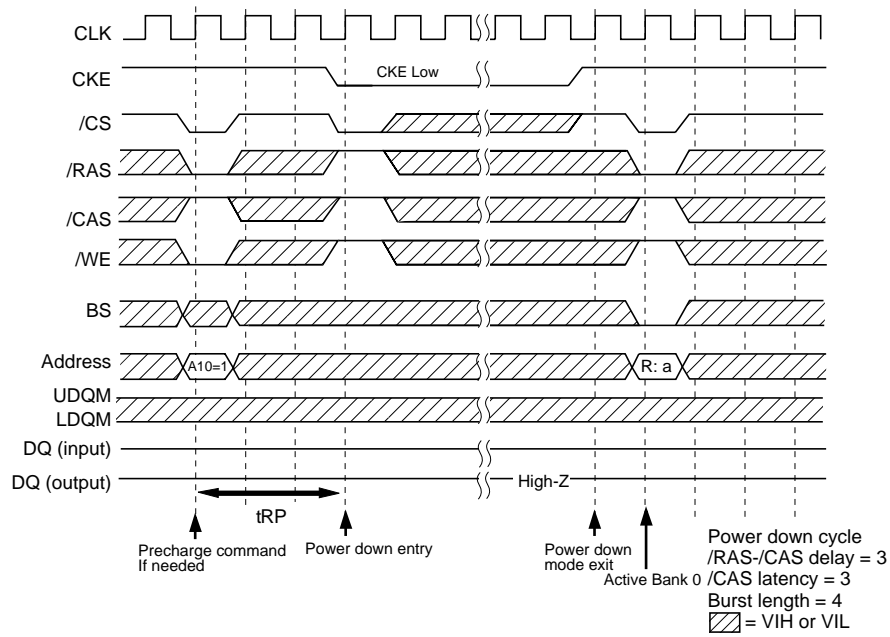 CLK
CKE
CKE Low
/CS
/RAS
/CAS
/WE
BS
Address
A10=1
R: a
UDQM
LDQM
DQ (input)
DQ (output)
High-Z
tRP
Precharge command
If needed
Power down entry
Power down
mode exit
Active Bank 0
Power down cycle
/RAS-/CAS delay = 3
/CAS latency = 3
Burst length = 4
= VIH or VIL